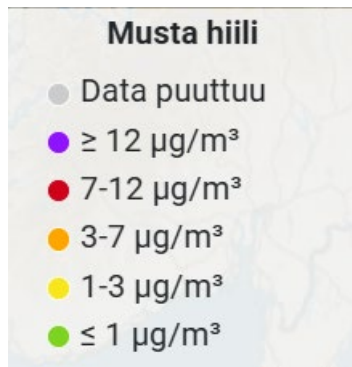 Musta hiili
Data puuttuu
≥ 12 µg/m³
7-12 µg/m³
3-7 µg/m³
1-3 µg/m³
≤ 1 µg/m³